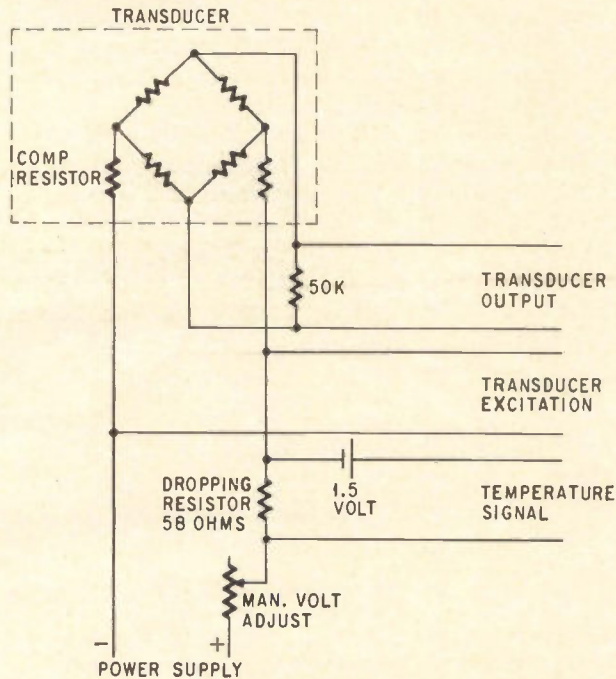 TRANSDUCER
COMP
RESISTOR
50K
TRANSDUCER
OUTPUT
TRANSDUCER
EXCITATION
DROPPING
RESISTOR
58 OHMS
1.5
VOLT
TEMPERATURE
SIGNAL
MAN. VOLT
ADJUST
- +
POWER SUPPLY